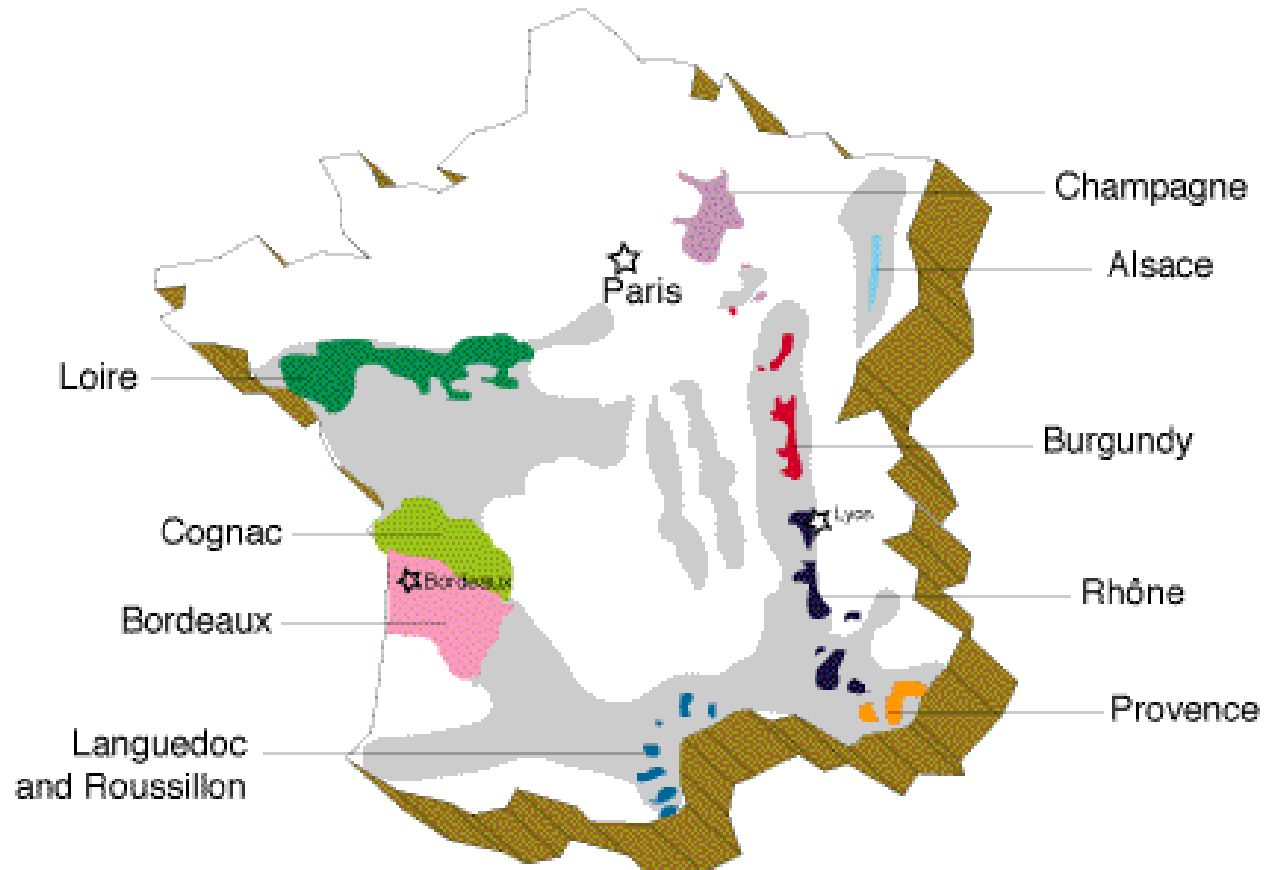 Champagne
Alsace
Paris
Loire
Burgundy
Lyon
Cognac
Bordeaux
Rhône
Bordeaux
Provence
Languedoc
and Roussillon